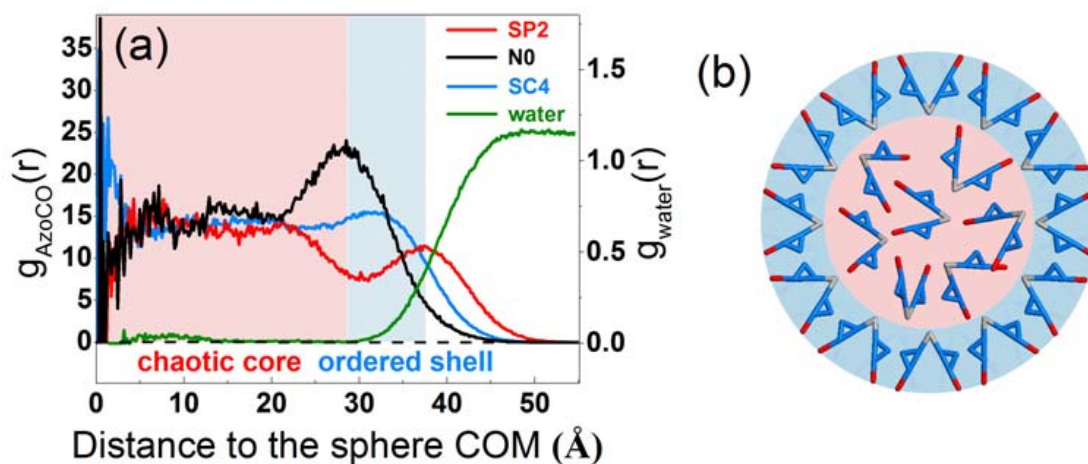 (a)
SP2
N0
SC4
water
g_AzoCO(r)
35
30
25
20
15
10
5
0
g_water(r)
1.5
1.0
0.5
0.0
chaotic core
ordered shell
0
10
20
30
40
50
Distance to the sphere COM (Å)
(b)